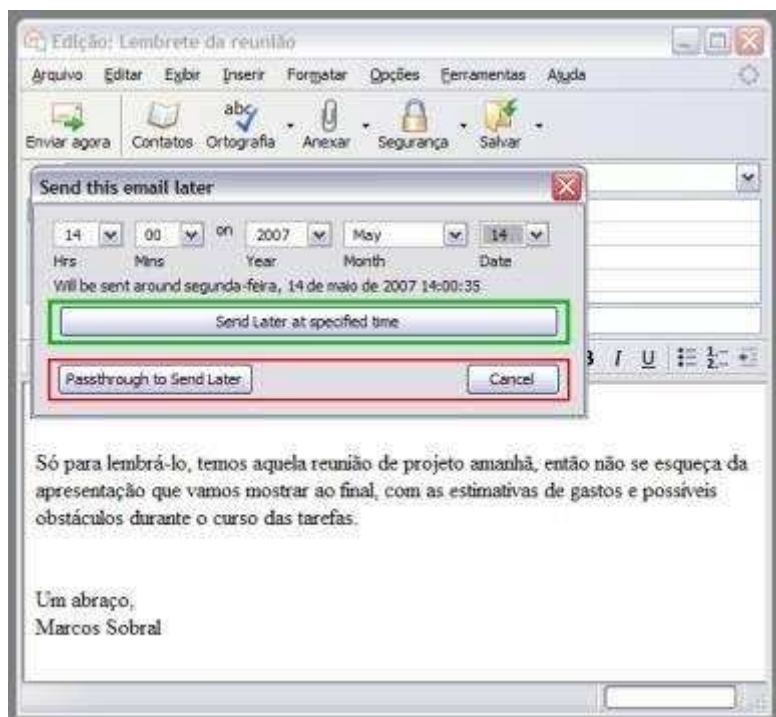 Edição: Lembrete da reunião
Arquivo Editar Exibir Inserir Formatar Opções Ferramentas Ajuda
abc
Enviar agora Contatos Ortografia Anexar Segurança Salvar
Send this email later
14 00 on 2007 May 14
Hrs Mins Year Month Date
Will be sent around segunda-feira, 14 de maio de 2007 14:00:35
Send Later at specified time
I U
Passthrough to Send Later Cancel
Só para lembrá-lo, temos aquela reunião de projeto amanhã, então não se esqueça da
apresentação que vamos mostrar ao final, com as estimativas de gastos e possíveis
obstáculos durante o curso das tarefas.
Um abraço,
Marcos Sobral